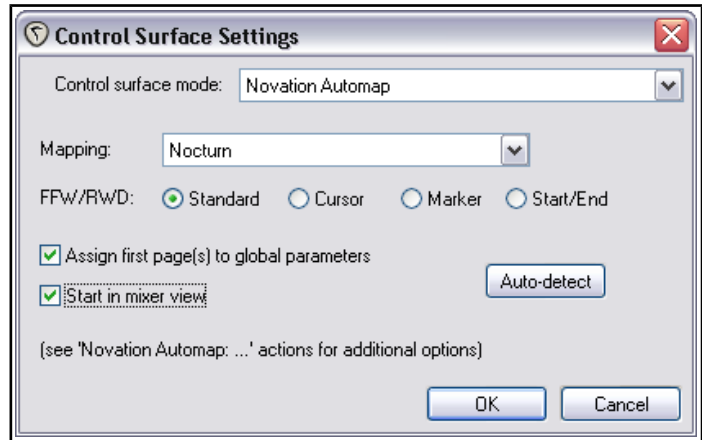 Control Surface Settings
Control surface mode: Novation Automap
Mapping: Nocturn
FFW/RWD: Standard Cursor Marker Start/End
Assign first page(s) to global parameters
Auto-detect
Start in mixer view
(see 'Novation Automap: ...' actions for additional options)
OK Cancel